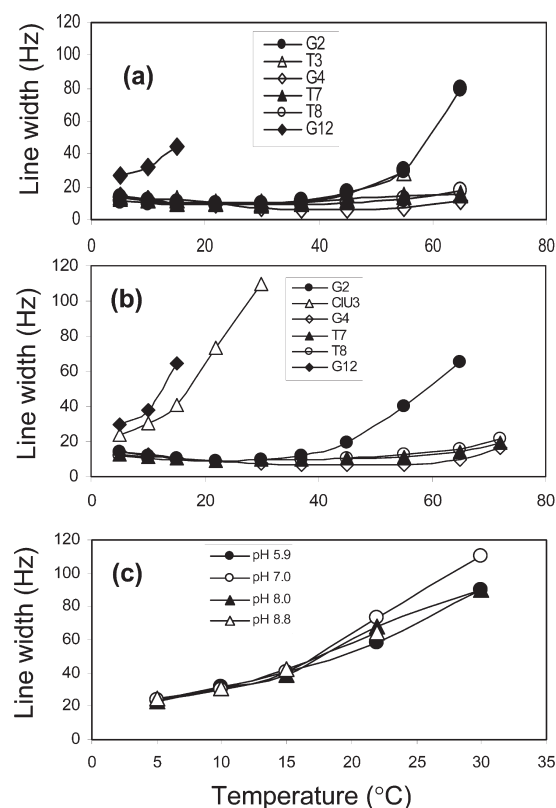 120
100
80
60
40
20
0
Line width (Hz)
(a)
G2
T3
G4
T7
T8
G12
0 20 40 60 80
120
100
80
60
40
20
0
Line width (Hz)
(b)
G2
ClU3
G4
T7
T8
G12
0 20 40 60 80
120
100
80
60
40
20
0
Line width (Hz)
(c)
pH 5.9
pH 7.0
pH 8.0
pH 8.8
0 5 10 15 20 25 30 35
Temperature (°C)